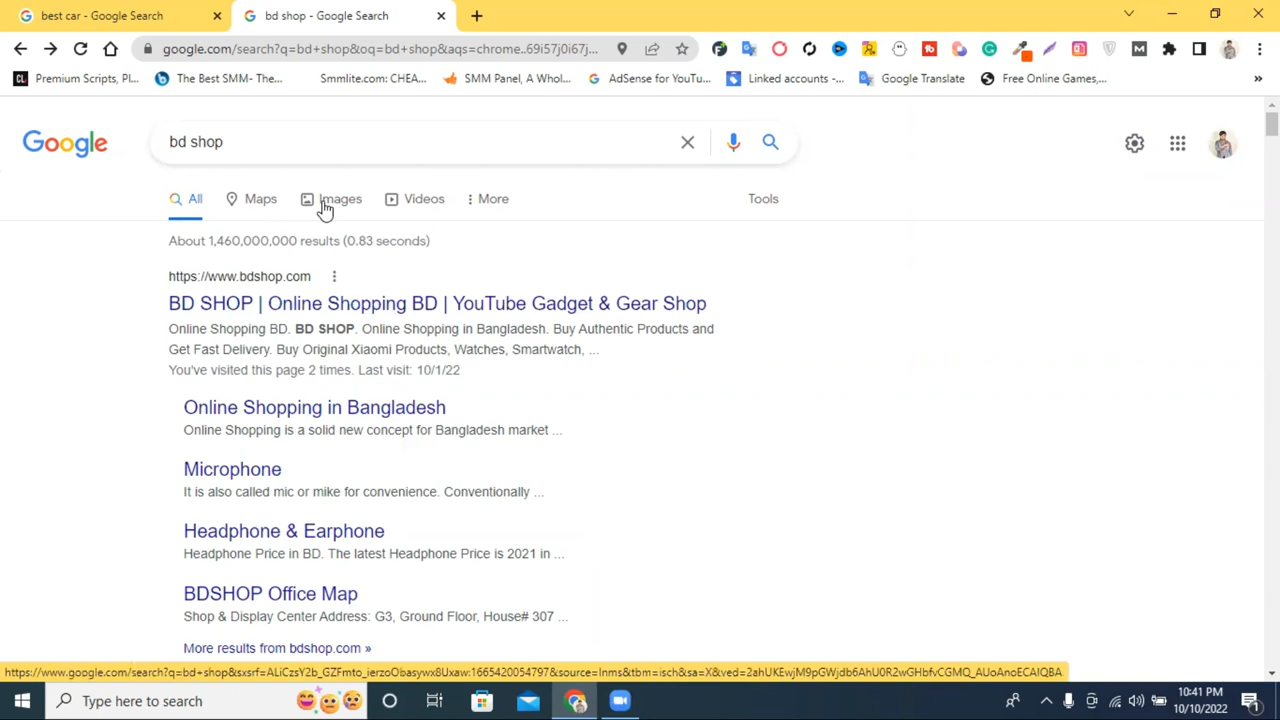 best car - Google Search
bd shop - Google Search
google.com/search?q=bd+shop&oq=bd+shop&aqs=chrome..69i57j0i67j...
Premium Scripts, Pl...
The Best SMM- The...
Smmlite.com: CHEA...
SMM Panel, A Whol...
AdSense for YouTu...
Linked accounts -...
Google Translate
Free Online Games,...
Google
bd shop
All
Maps
Images
Videos
More
Tools
About 1,460,000,000 results (0.83 seconds)
https://www.bdshop.com
BD SHOP | Online Shopping BD | YouTube Gadget & Gear Shop
Online Shopping BD. BD SHOP. Online Shopping in Bangladesh. Buy Authentic Products and
Get Fast Delivery. Buy Original Xiaomi Products, Watches, Smartwatch, ...
You've visited this page 2 times. Last visit: 10/1/22
Online Shopping in Bangladesh
Online Shopping is a solid new concept for Bangladesh market ...
Microphone
It is also called mic or mike for convenience. Conventionally ...
Headphone & Earphone
Headphone Price in BD. The latest Headphone Price is 2021 in ...
BDSHOP Office Map
Shop & Display Center Address: G3, Ground Floor, House# 307 ...
More results from bdshop.com »
Type here to search
10:41 PM
10/10/2022